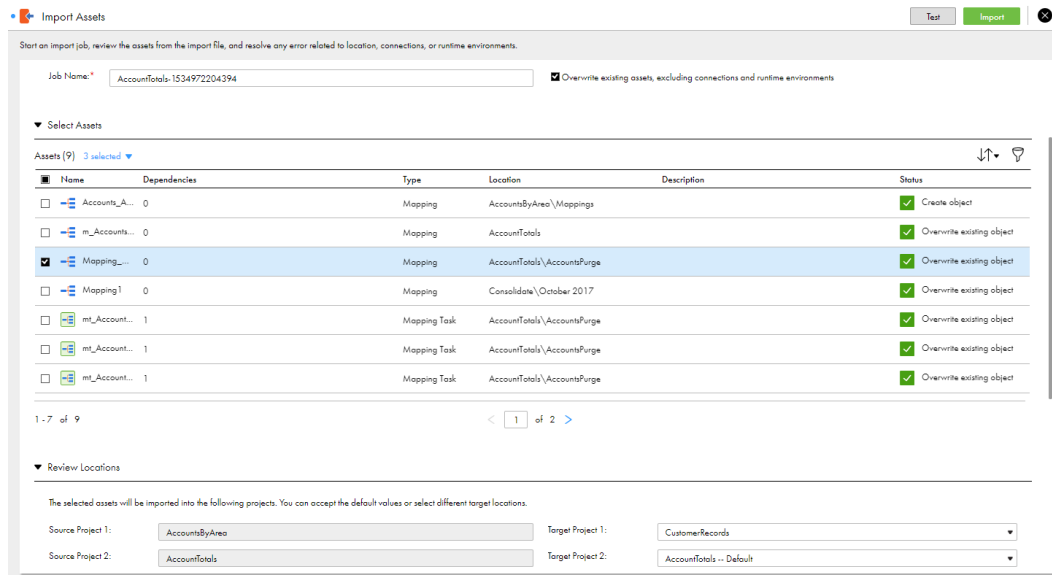 Import Assets Test Import
Start an import job, review the assets from the import file, and resolve any error related to location, connections, or runtime environments.
Job Name:* AccountTotals-1534972204394 Overwrite existing assets, excluding connections and runtime environments
Select Assets
Assets (9) 3 selected
Name Dependencies Type Location Description Status
Accounts_A... 0 Mapping AccountsByArea\Mappings Create object
m_Accounts... 0 Mapping AccountTotals Overwrite existing object
Mapping_... 0 Mapping AccountTotals\AccountsPurge Overwrite existing object
Mapping1 0 Mapping Consolidate\October 2017 Overwrite existing object
mt_Account... 1 Mapping Task AccountTotals\AccountsPurge Overwrite existing object
mt_Account... 1 Mapping Task AccountTotals\AccountsPurge Overwrite existing object
mt_Account... 1 Mapping Task AccountTotals\AccountsPurge Overwrite existing object
1-7 of 9 < 1 of 2 >
Review Locations
The selected assets will be imported into the following projects. You can accept the default values or select different target locations.
Source Project 1: AccountsByArea Target Project 1: CustomerRecords
Source Project 2: AccountTotals Target Project 2: AccountTotals -- Default